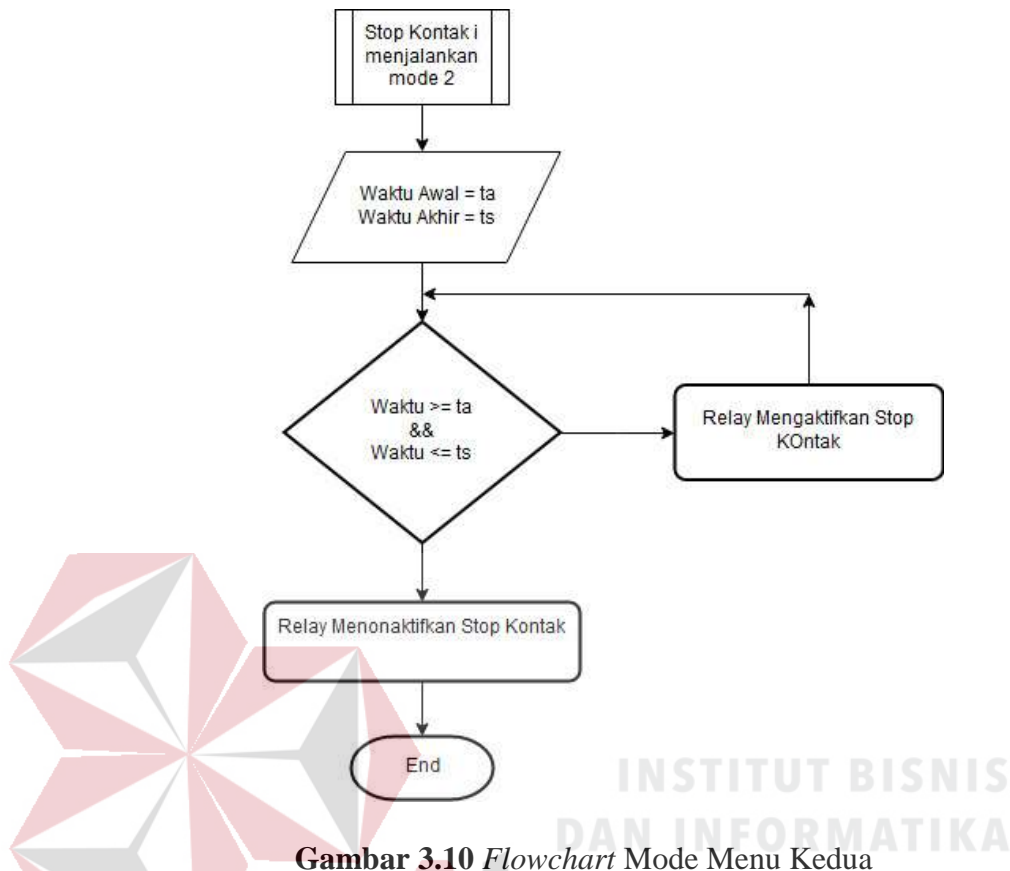 Stop Kontak i
menjalankan
mode 2
Waktu Awal = ta
Waktu Akhir = ts
Waktu >= ta
&&
Waktu <= ts
Relay Mengaktifkan Stop
KOntak
Relay Menonaktifkan Stop Kontak
End
INSTITUT BISNIS
DAN INFORMATIKA
Gambar 3.10 Flowchart Mode Menu Kedua